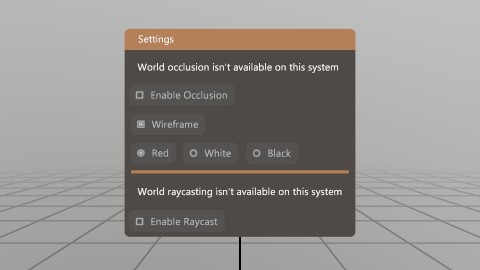 Settings
World occlusion isn't available on this system
Enable Occlusion
Wireframe
Red White Black
World raycasting isn't available on this system
Enable Raycast